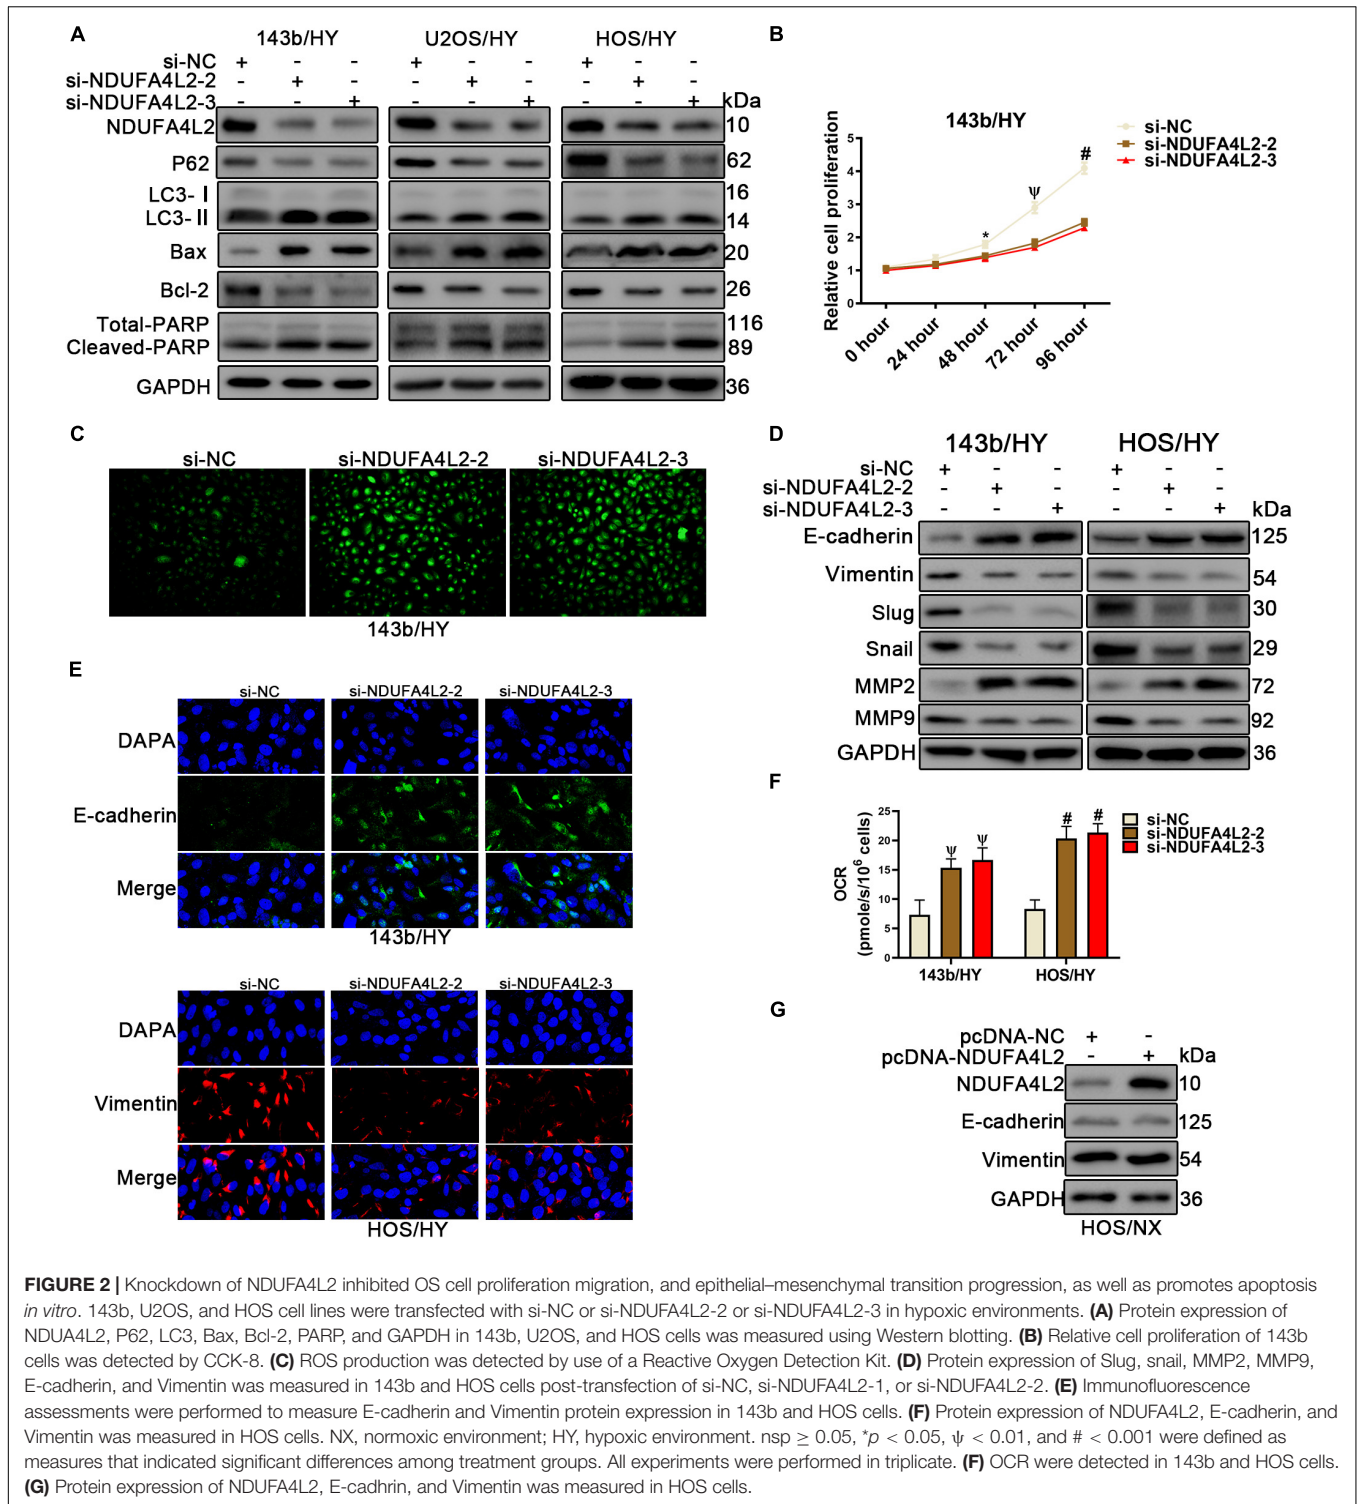 A
143b/HY
U2OS/HY
HOS/HY
si-NC + - - + - - + - -
si-NDUFA4L2-2 - + - - + - - + -
si-NDUFA4L2-3 - - + - - + - - + kDa
NDUFA4L2 10
P62 62
LC3- I 16
LC3- II 14
Bax 20
Bcl-2 26
Total-PARP 116
Cleaved-PARP 89
GAPDH 36
B
143b/HY
Relative cell proliferation
5
4
3
2
1
0
* ψ #
0 hour 24 hour 48 hour 72 hour 96 hour
si-NC
si-NDUFA4L2-2
si-NDUFA4L2-3
C
si-NC si-NDUFA4L2-2 si-NDUFA4L2-3
143b/HY
D
143b/HY HOS/HY
si-NC + - - + - -
si-NDUFA4L2-2 - + - - + -
si-NDUFA4L2-3 - - + - - + kDa
E-cadherin 125
Vimentin 54
Slug 30
Snail 29
MMP2 72
MMP9 92
GAPDH 36
E
si-NC si-NDUFA4L2-2 si-NDUFA4L2-3
DAPA
E-cadherin
Merge
143b/HY
si-NC si-NDUFA4L2-2 si-NDUFA4L2-3
DAPA
Vimentin
Merge
HOS/HY
F
OCR
(pmole/s/10⁶ cells)
25
20
15
10
5
0
ψ ψ # #
143b/HY HOS/HY
si-NC
si-NDUFA4L2-2
si-NDUFA4L2-3
G
pcDNA-NC + -
pcDNA-NDUFA4L2 - + kDa
NDUFA4L2 10
E-cadherin 125
Vimentin 54
GAPDH 36
HOS/NX
FIGURE 2 | Knockdown of NDUFA4L2 inhibited OS cell proliferation migration, and epithelial–mesenchymal transition progression, as well as promotes apoptosis
in vitro. 143b, U2OS, and HOS cell lines were transfected with si-NC or si-NDUFA4L2-2 or si-NDUFA4L2-3 in hypoxic environments. (A) Protein expression of
NDUA4L2, P62, LC3, Bax, Bcl-2, PARP, and GAPDH in 143b, U2OS, and HOS cells was measured using Western blotting. (B) Relative cell proliferation of 143b
cells was detected by CCK-8. (C) ROS production was detected by use of a Reactive Oxygen Detection Kit. (D) Protein expression of Slug, snail, MMP2, MMP9,
E-cadherin, and Vimentin was measured in 143b and HOS cells post-transfection of si-NC, si-NDUFA4L2-1, or si-NDUFA4L2-2. (E) Immunofluorescence
assessments were performed to measure E-cadherin and Vimentin protein expression in 143b and HOS cells. (F) Protein expression of NDUFA4L2, E-cadherin, and
Vimentin was measured in HOS cells. NX, normoxic environment; HY, hypoxic environment. nsp ≥ 0.05, *p < 0.05, ψ < 0.01, and # < 0.001 were defined as
measures that indicated significant differences among treatment groups. All experiments were performed in triplicate. (F) OCR were detected in 143b and HOS cells.
(G) Protein expression of NDUFA4L2, E-cadhrin, and Vimentin was measured in HOS cells.